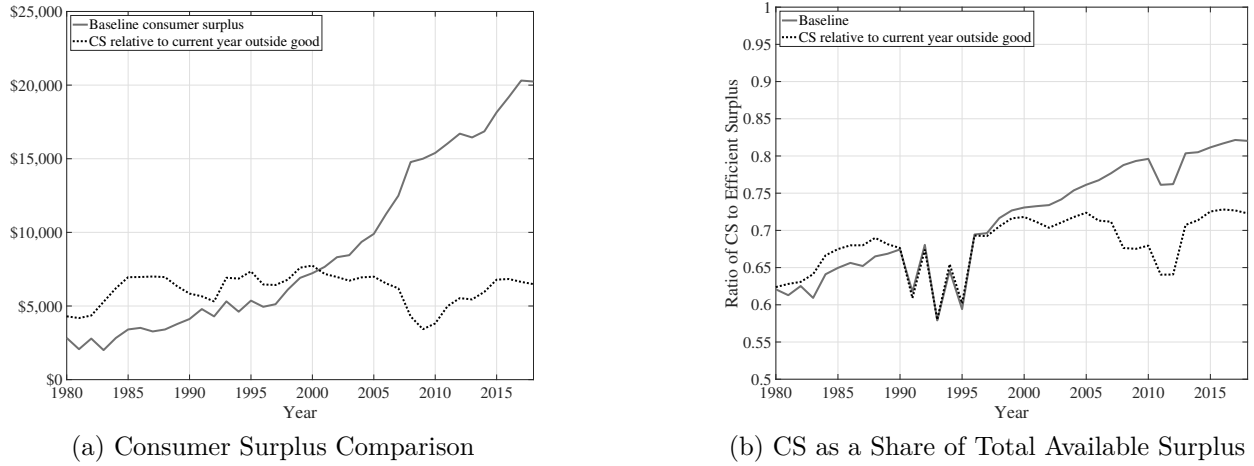 $25,000
$20,000
$15,000
$10,000
$5,000
$0
Baseline consumer surplus
CS relative to current year outside good
1980 1985 1990 1995 2000 2005 2010 2015
Year
(a) Consumer Surplus Comparison
Ratio of CS to Efficient Surplus
1
0.95
0.9
0.85
0.8
0.75
0.7
0.65
0.6
0.55
0.5
Baseline
CS relative to current year outside good
1980 1985 1990 1995 2000 2005 2010 2015
Year
(b) CS as a Share of Total Available Surplus